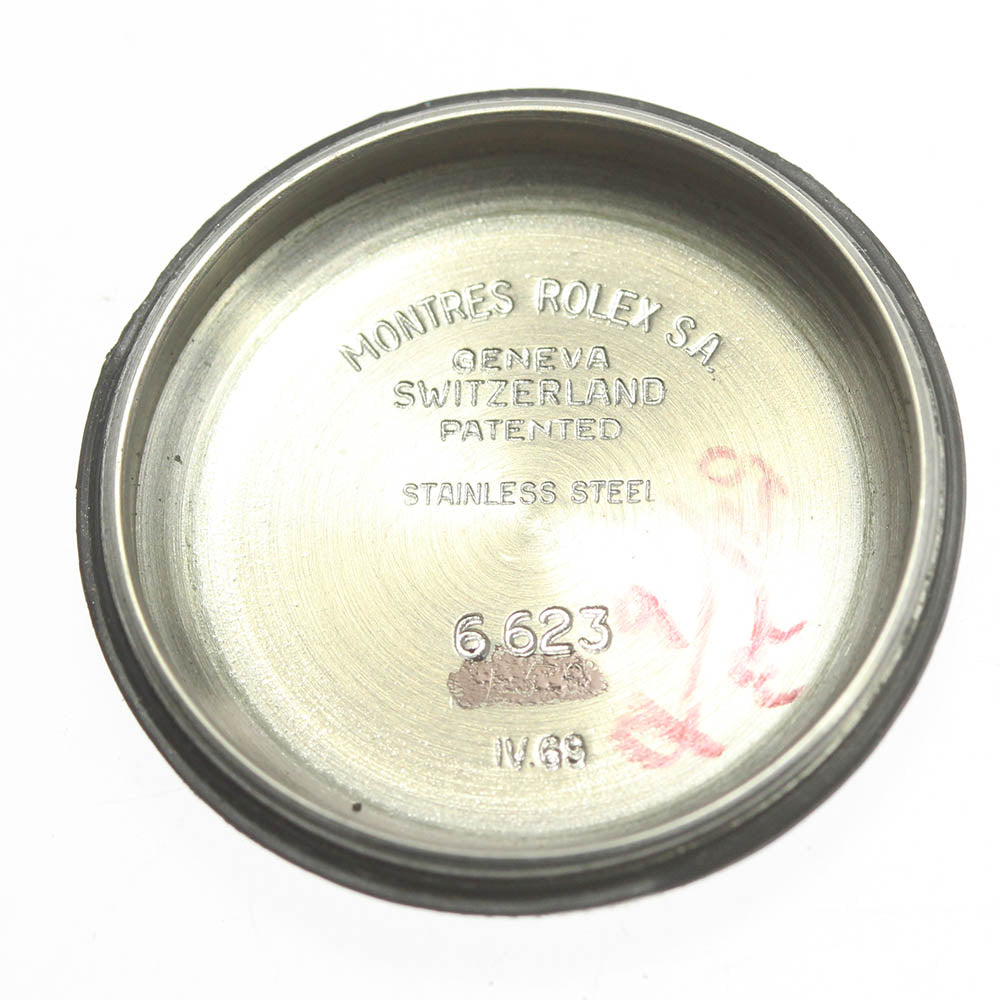 MONTRES ROLEX S.A.
GENEVA
SWITZERLAND
PATENTED
STAINLESS STEEL
6623
IV.69